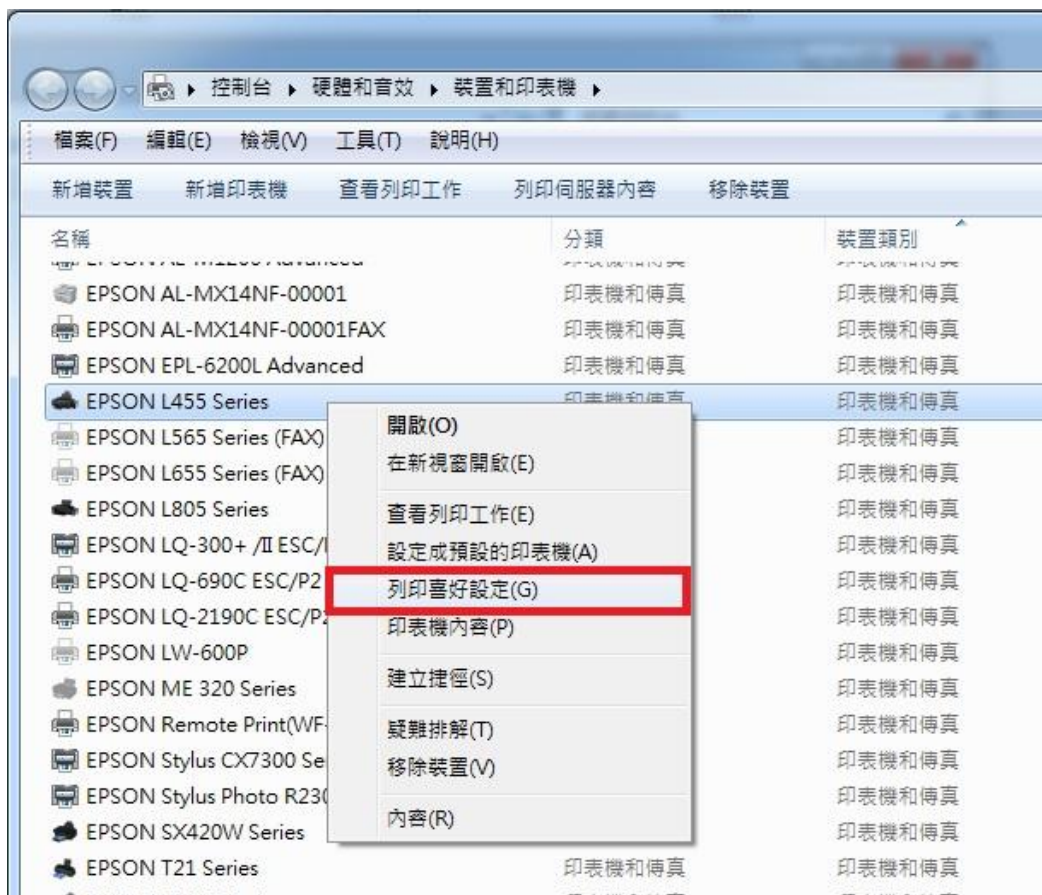 控制台 ▸ 硬體和音效 ▸ 裝置和印表機 ▸
檔案(F) 編輯(E) 檢視(V) 工具(T) 說明(H)
新增裝置 新增印表機 查看列印工作 列印伺服器內容 移除裝置
名稱 分類 裝置類別
EPSON AL-MX14NF-00001 印表機和傳真 印表機和傳真
EPSON AL-MX14NF-00001FAX 印表機和傳真 印表機和傳真
EPSON EPL-6200L Advanced 印表機和傳真 印表機和傳真
EPSON L455 Series 印表機和傳真 印表機和傳真
EPSON L565 Series (FAX) 印表機和傳真
EPSON L655 Series (FAX) 印表機和傳真
EPSON L805 Series 印表機和傳真
EPSON LQ-300+ /II ESC/ 印表機和傳真
EPSON LQ-690C ESC/P2 印表機和傳真
EPSON LQ-2190C ESC/P2 印表機和傳真
EPSON LW-600P 印表機和傳真
EPSON ME 320 Series 印表機和傳真
EPSON Remote Print(WF- 印表機和傳真
EPSON Stylus CX7300 Se 印表機和傳真
EPSON Stylus Photo R230 印表機和傳真
EPSON SX420W Series 印表機和傳真
EPSON T21 Series 印表機和傳真 印表機和傳真
開啟(O)
在新視窗開啟(E)
查看列印工作(E)
設定成預設的印表機(A)
列印喜好設定(G)
印表機內容(P)
建立捷徑(S)
疑難排解(T)
移除裝置(V)
內容(R)